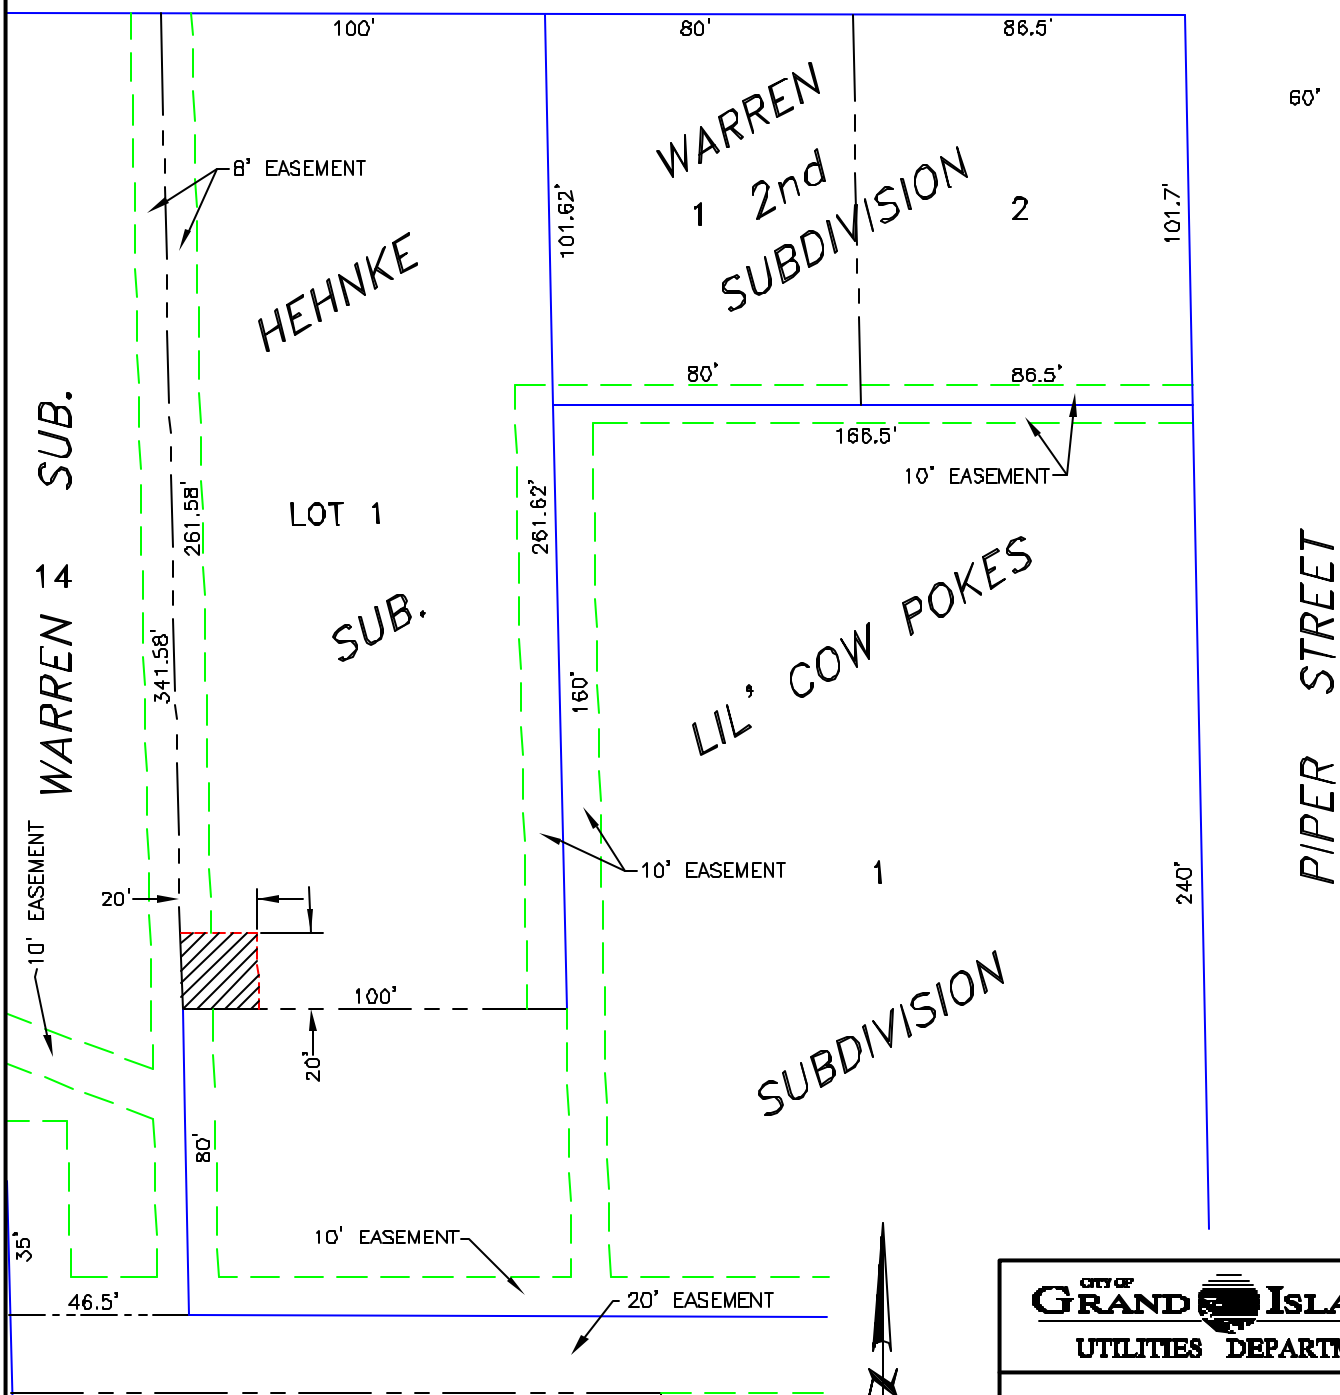 100'
80'
86.5'
60'
8' EASEMENT
WARREN
1 2nd
SUBDIVISION
2
101.62'
101.7'
HEHNKE
80'
86.5'
166.5'
10' EASEMENT
WARREN 14 SUB.
261.58'
LOT 1
261.62'
SUB.
341.58'
160'
LIL' COW POKES
PIPER STREET
10' EASEMENT
10' EASEMENT
1
240'
20'
100'
20'
SUBDIVISION
80'
35'
10' EASEMENT
46.5'
20' EASEMENT
N
CITY OF
GRAND ISLA
UTILITIES DEPARTM